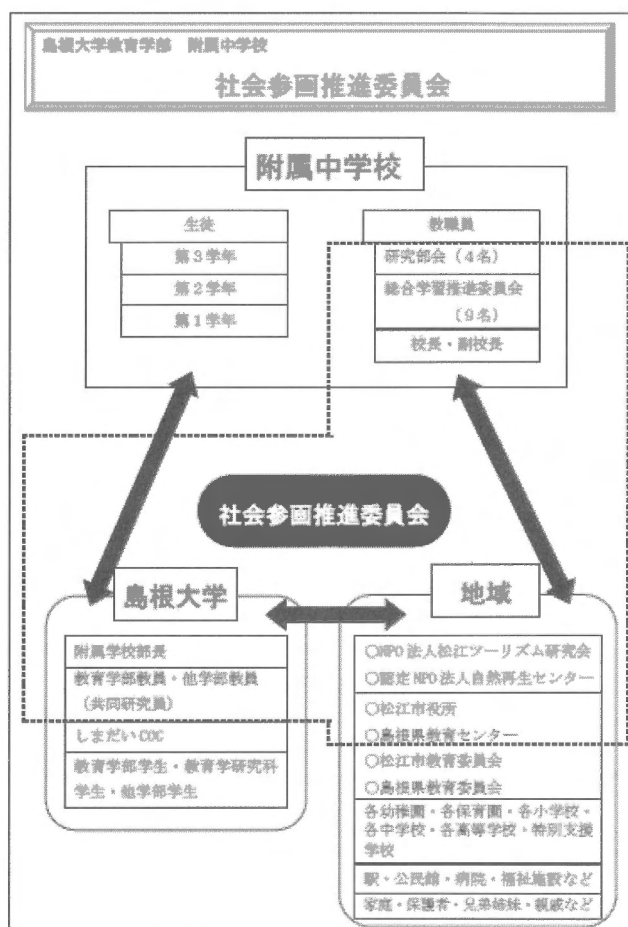 島根大学教育学部　附属中学校
社会参画推進委員会
附属中学校
生徒
第3学年
第2学年
第1学年
教職員
研究部会（4名）
総合学習推進委員会
（9名）
校長・副校長
社会参画推進委員会
島根大学
附属学校部長
教育学部教員・他学部教員
（共同研究員）
しまだいCOC
教育学部学生・教育学研究科
学生・他学部学生
地域
○NPO法人松江ツーリズム研究会
○認定NPO法人自然再生センター
○松江市役所
○島根県教育センター
○松江市教育委員会
○島根県教育委員会
各幼稚園・各保育園・各小学校・
各中学校・各高等学校・特別支援
学校
駅・公民館・病院・福祉施設など
家庭・保護者・兄弟姉妹・親戚など